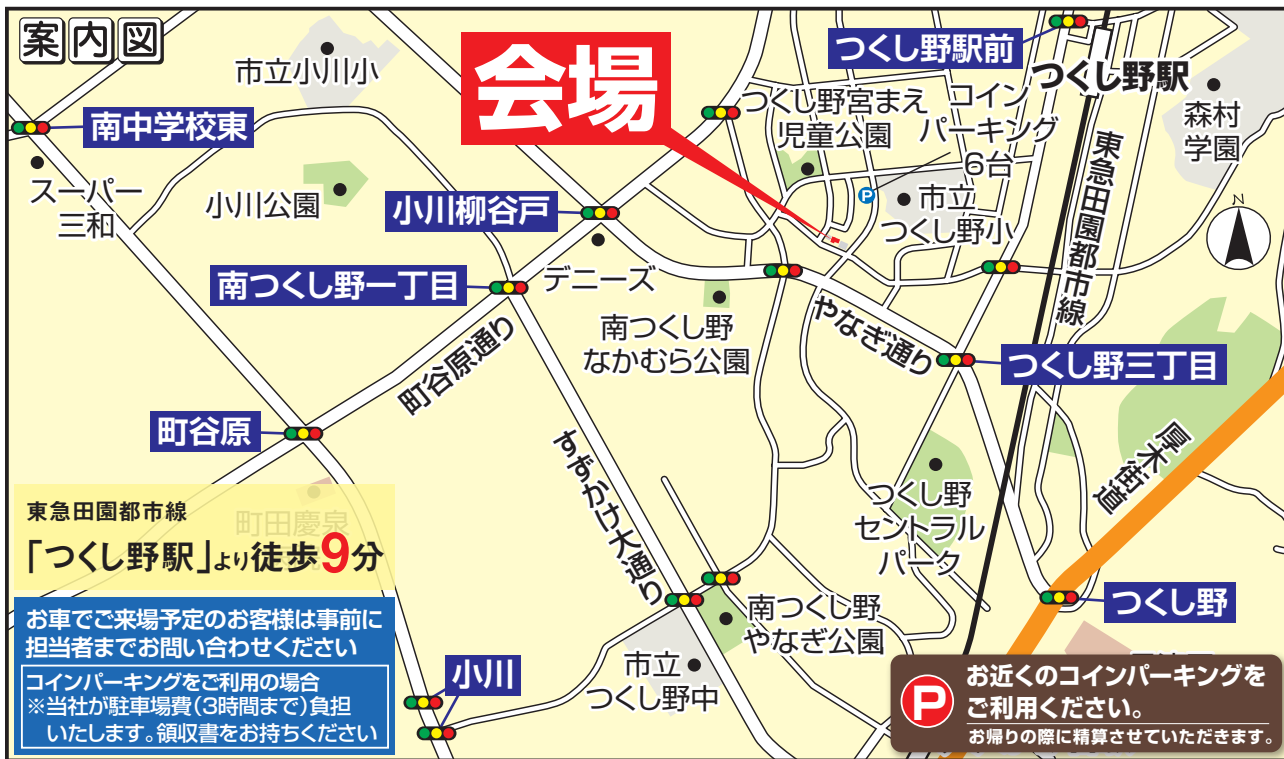 案内図
市立小川小
会場
つくし野駅前
つくし野駅
南中学校東
つくし野宮まえ
児童公園
コイン
パーキング
6台
森村
学園
スーパー
三和
小川公園
小川柳谷戸
P
市立
つくし野小
東急田園都市線
N
南つくし野一丁目
デニーズ
町谷原通り
南つくし野
なかむら公園
やなぎ通り
つくし野三丁目
町谷原
すずかけ大通り
つくし野
セントラル
パーク
厚木街道
東急田園都市線
町田慶泉
「つくし野駅」より徒歩9分
つくし野
南つくし野
やなぎ公園
市立
つくし野中
小川
お車でご来場予定のお客様は事前に
担当者までお問い合わせください
コインパーキングをご利用の場合
※当社が駐車場費(3時間まで)負担
いたします。領収書をお持ちください
P
お近くのコインパーキングを
ご利用ください。
お帰りの際に精算させていただきます。